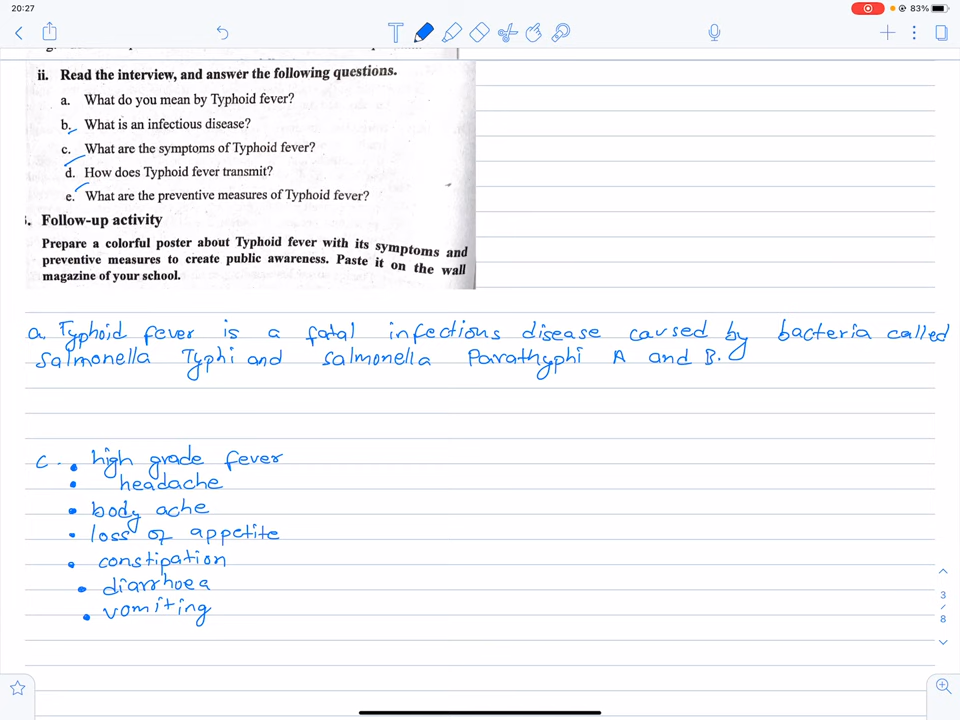 20:27
83%
ii. Read the interview, and answer the following questions.
a. What do you mean by Typhoid fever?
b. What is an infectious disease?
c. What are the symptoms of Typhoid fever?
d. How does Typhoid fever transmit?
e. What are the preventive measures of Typhoid fever?
Follow-up activity
Prepare a colorful poster about Typhoid fever with its symptoms and
preventive measures to create public awareness. Paste it on the wall
magazine of your school.
a. Typhoid fever is a fatal infections disease caused by bacteria called
Salmonella Typhi and salmonella Parathyphi A and B.
c. • high grade fever
• headache
• body ache
• loss of appetite
• constipation
• diarrhoea
• vomiting
3
/
8